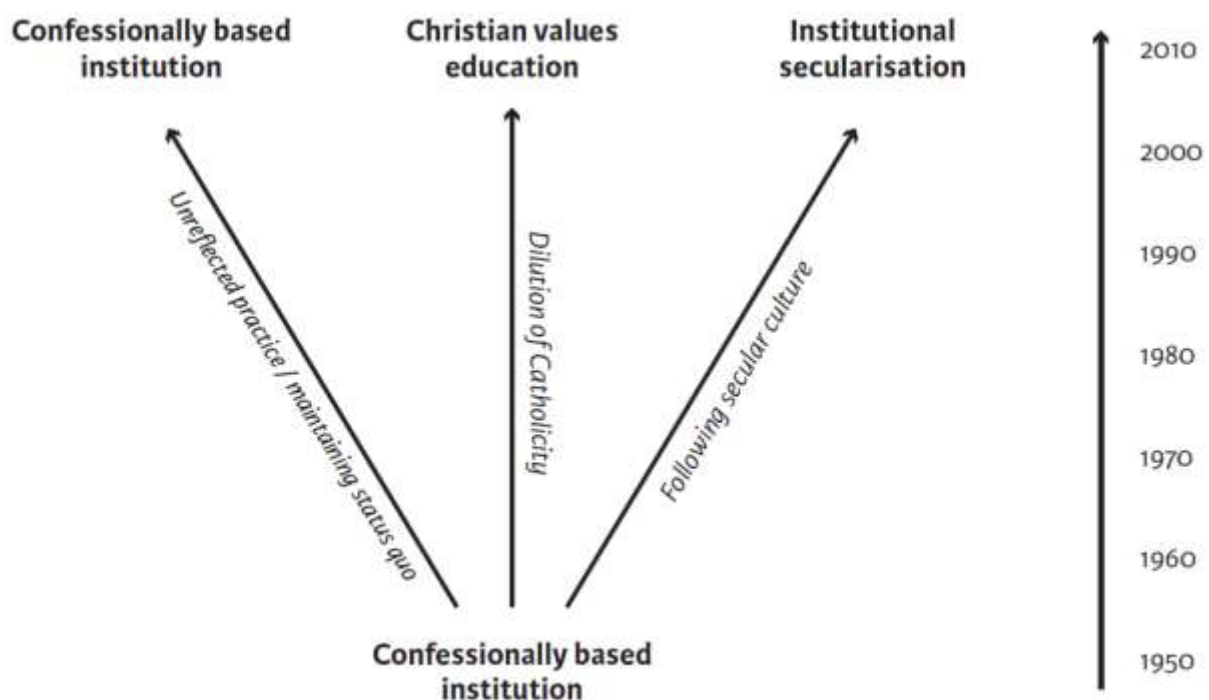 Confessionally based
institution
Christian values
education
Institutional
secularisation
Unreflected practice / maintaining status quo
Dilution of Catholicity
Following secular culture
Confessionally based
institution
2010
2000
1990
1980
1970
1960
1950